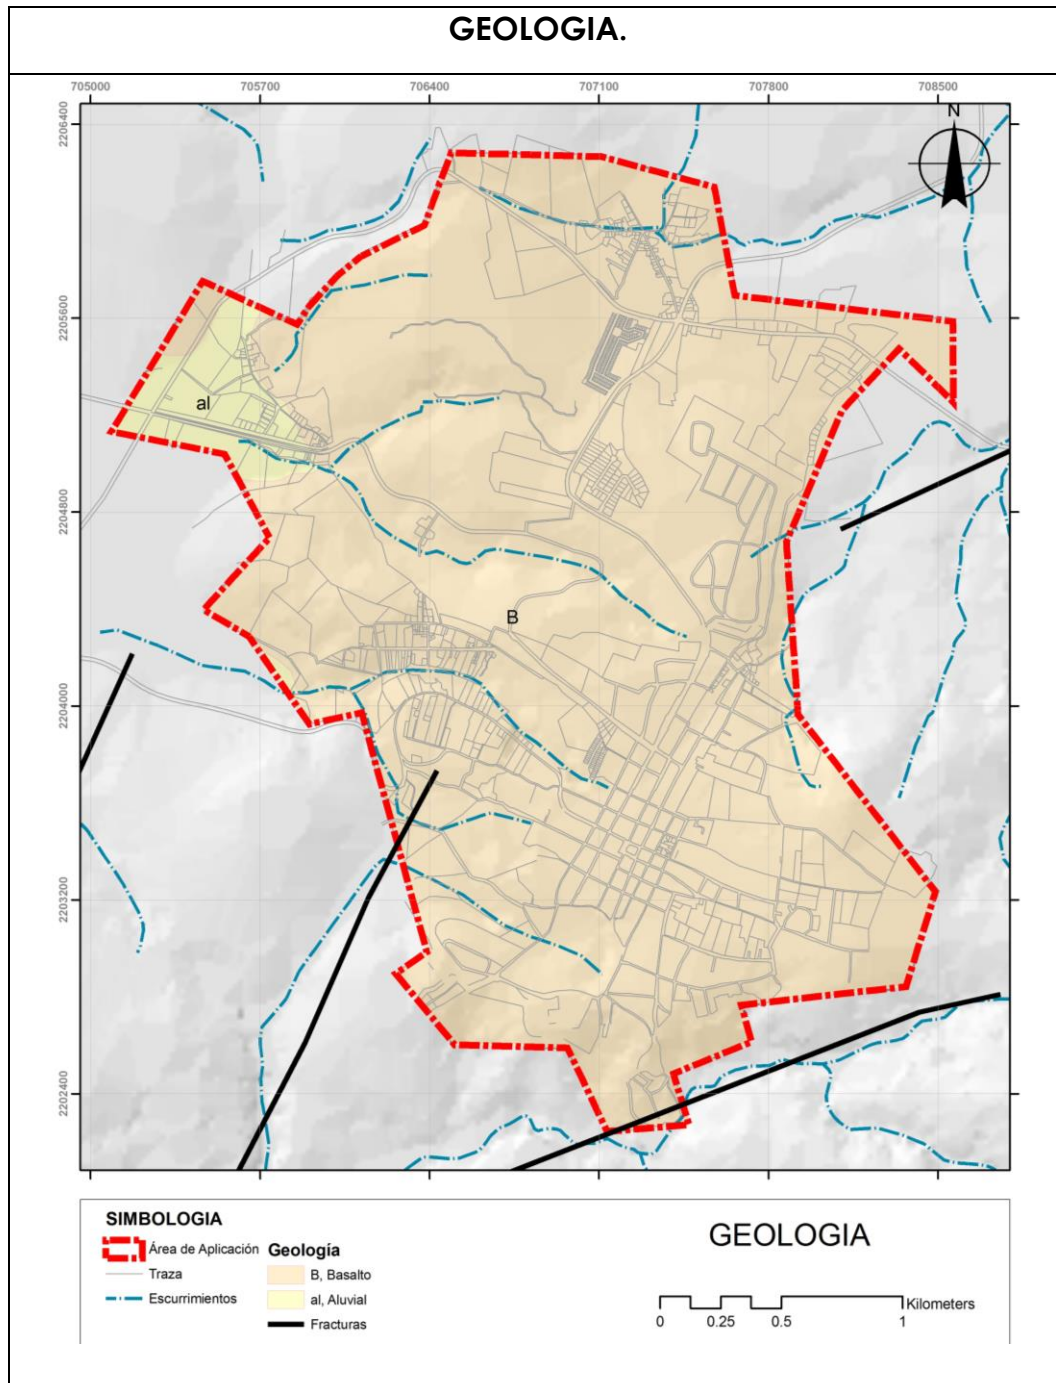 GEOLOGIA.
705000 705700 706400 707100 707800 708500
N
2206400
2205600
2204800
2204000
2203200
2202400
al
B
SIMBOLOGIA
Área de Aplicación
Traza
Escurrimientos
Geología
B, Basalto
al, Aluvial
Fracturas
GEOLOGIA
Kilometers
0 0.25 0.5 1